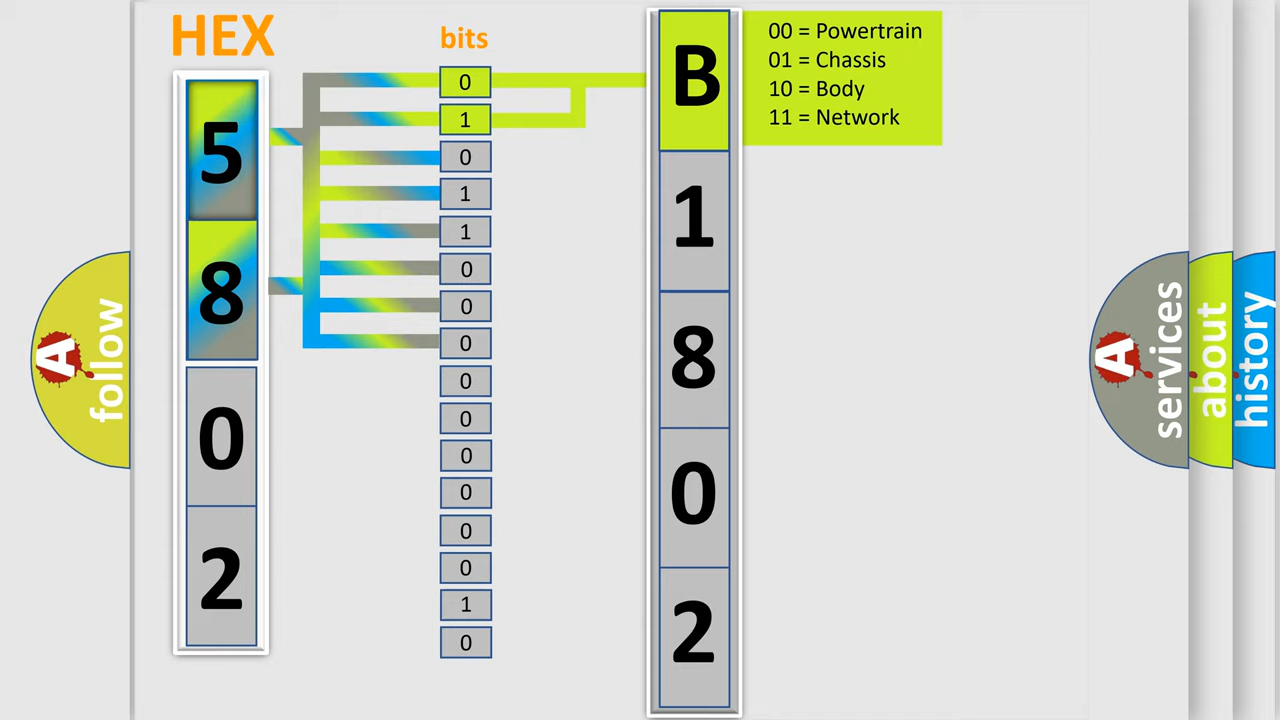 HEX
bits
5
8
0
2
0
1
0
1
1
0
0
0
0
0
0
0
0
0
1
0
B
1
8
0
2
00 = Powertrain
01 = Chassis
10 = Body
11 = Network
A follow
A services
about
history